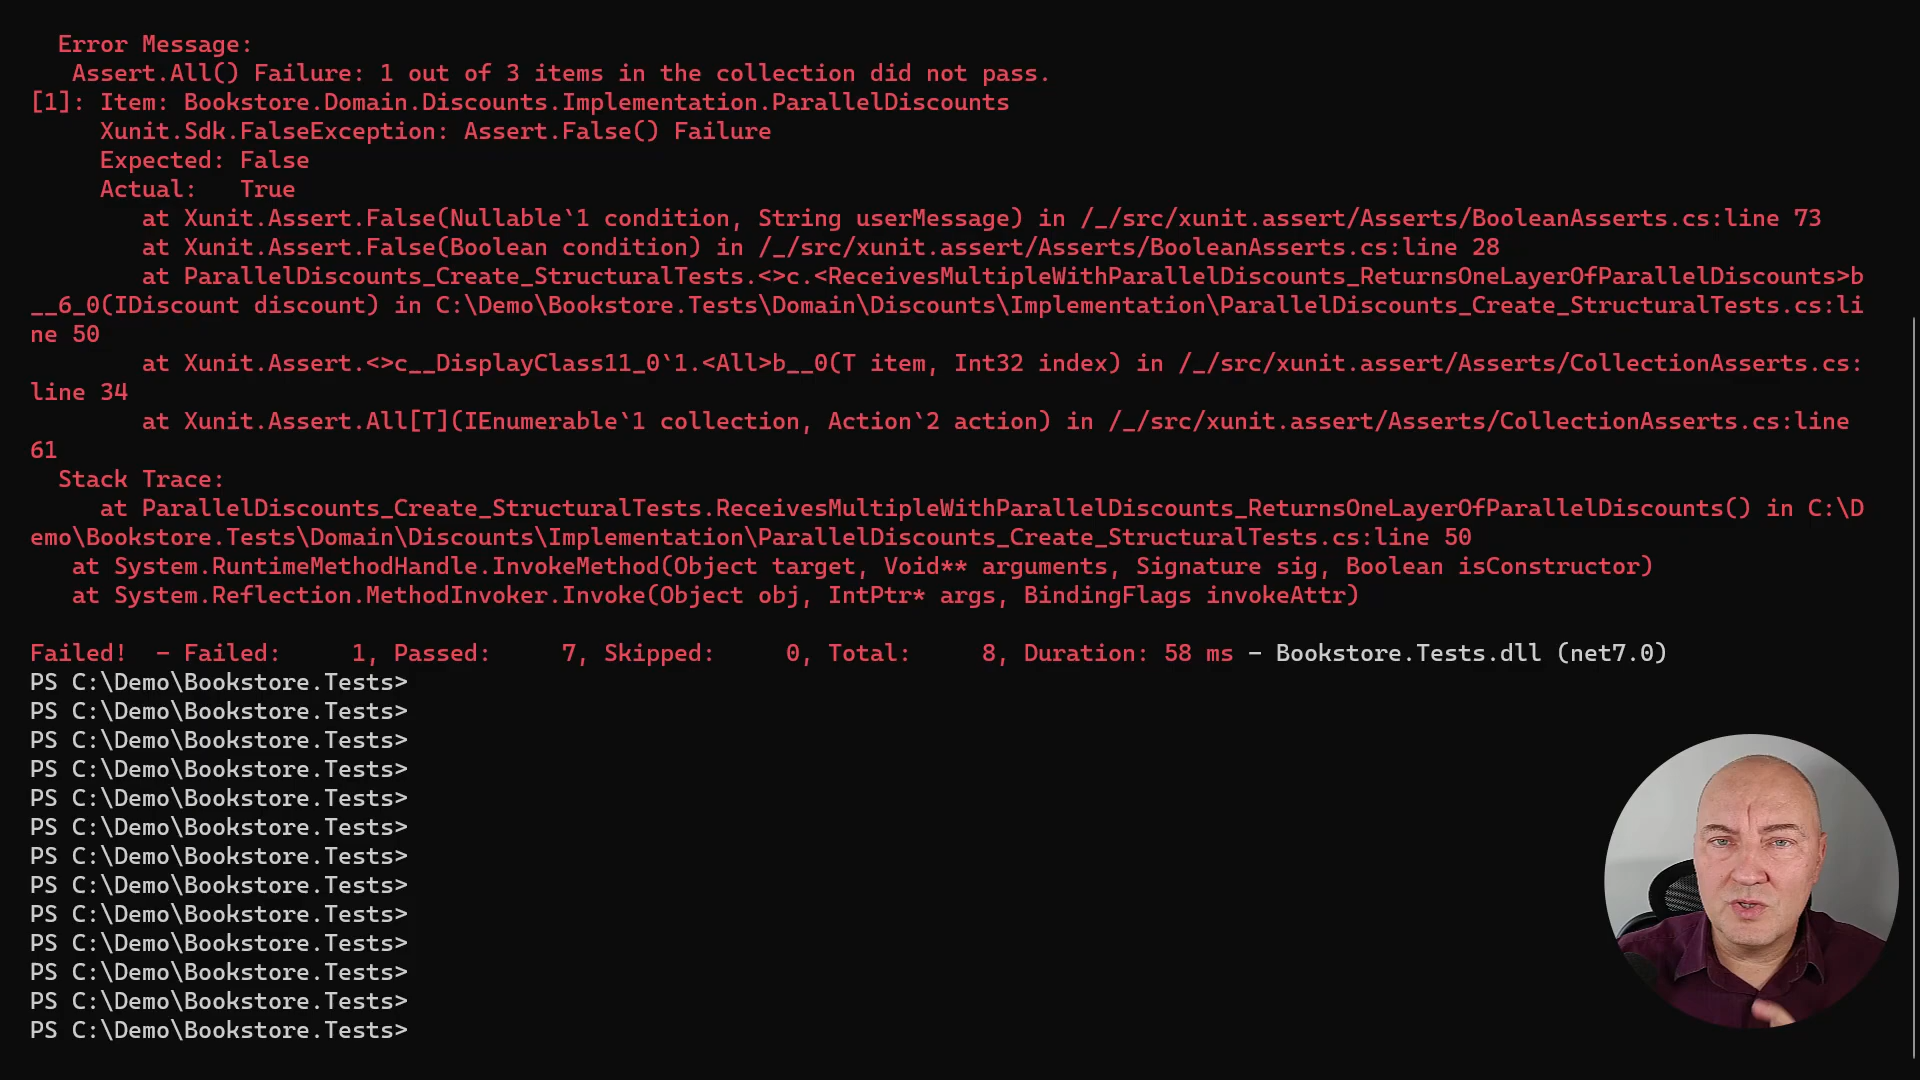 Error Message:
Assert.All() Failure: 1 out of 3 items in the collection did not pass.
[1]: Item: Bookstore.Domain.Discounts.Implementation.ParallelDiscounts
Xunit.Sdk.FalseException: Assert.False() Failure
Expected: False
Actual:   True
at Xunit.Assert.False(Nullable`1 condition, String userMessage) in /_/src/xunit.assert/Asserts/BooleanAsserts.cs:line 73
at Xunit.Assert.False(Boolean condition) in /_/src/xunit.assert/Asserts/BooleanAsserts.cs:line 28
at ParallelDiscounts_Create_StructuralTests.<>c.<ReceivesMultipleWithParallelDiscounts_ReturnsOneLayerOfParallelDiscounts>b
__6_0(IDiscount discount) in C:\Demo\Bookstore.Tests\Domain\Discounts\Implementation\ParallelDiscounts_Create_StructuralTests.cs:li
ne 50
at Xunit.Assert.<>c__DisplayClass11_0`1.<All>b__0(T item, Int32 index) in /_/src/xunit.assert/Asserts/CollectionAsserts.cs:
line 34
at Xunit.Assert.All[T](IEnumerable`1 collection, Action`2 action) in /_/src/xunit.assert/Asserts/CollectionAsserts.cs:line
61
Stack Trace:
at ParallelDiscounts_Create_StructuralTests.ReceivesMultipleWithParallelDiscounts_ReturnsOneLayerOfParallelDiscounts() in C:\D
emo\Bookstore.Tests\Domain\Discounts\Implementation\ParallelDiscounts_Create_StructuralTests.cs:line 50
at System.RuntimeMethodHandle.InvokeMethod(Object target, Void** arguments, Signature sig, Boolean isConstructor)
at System.Reflection.MethodInvoker.Invoke(Object obj, IntPtr* args, BindingFlags invokeAttr)
Failed!  - Failed:     1, Passed:     7, Skipped:     0, Total:     8, Duration: 58 ms - Bookstore.Tests.dll (net7.0)
PS C:\Demo\Bookstore.Tests>
PS C:\Demo\Bookstore.Tests>
PS C:\Demo\Bookstore.Tests>
PS C:\Demo\Bookstore.Tests>
PS C:\Demo\Bookstore.Tests>
PS C:\Demo\Bookstore.Tests>
PS C:\Demo\Bookstore.Tests>
PS C:\Demo\Bookstore.Tests>
PS C:\Demo\Bookstore.Tests>
PS C:\Demo\Bookstore.Tests>
PS C:\Demo\Bookstore.Tests>
PS C:\Demo\Bookstore.Tests>
PS C:\Demo\Bookstore.Tests>